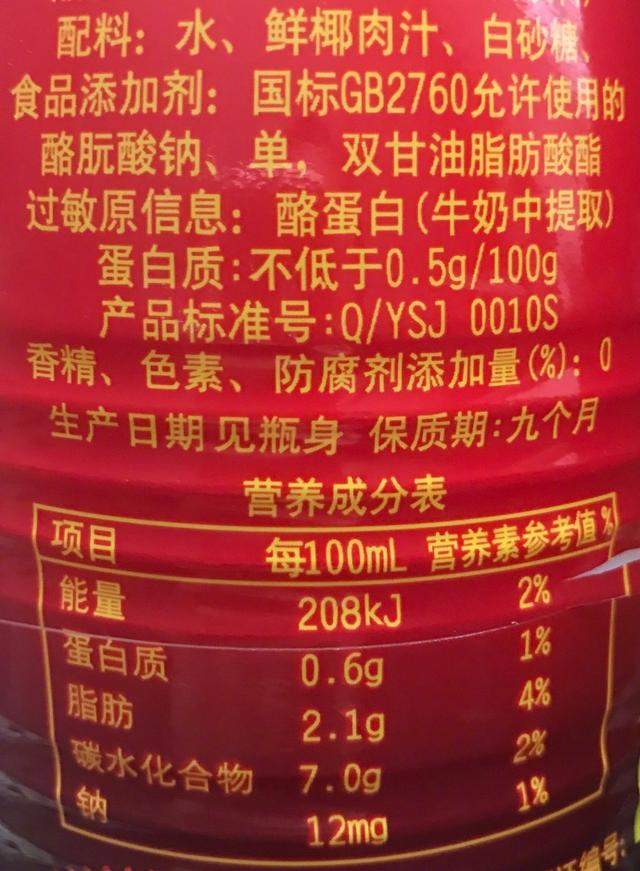 配料：水、鲜椰肉汁、白砂糖、
食品添加剂：国标GB2760允许使用的
酪朊酸钠、单，双甘油脂肪酸酯
过敏原信息：酪蛋白(牛奶中提取)
蛋白质:不低于0.5g/100g
产品标准号:Q/YSJ 0010S
香精、色素、防腐剂添加量(%)：0
生产日期见瓶身 保质期:九个月
营养成分表
项目 每100mL 营养素参考值%
能量 208kJ 2%
蛋白质 0.6g 1%
脂肪 2.1g 4%
碳水化合物 7.0g 2%
钠 12mg 1%
编号: